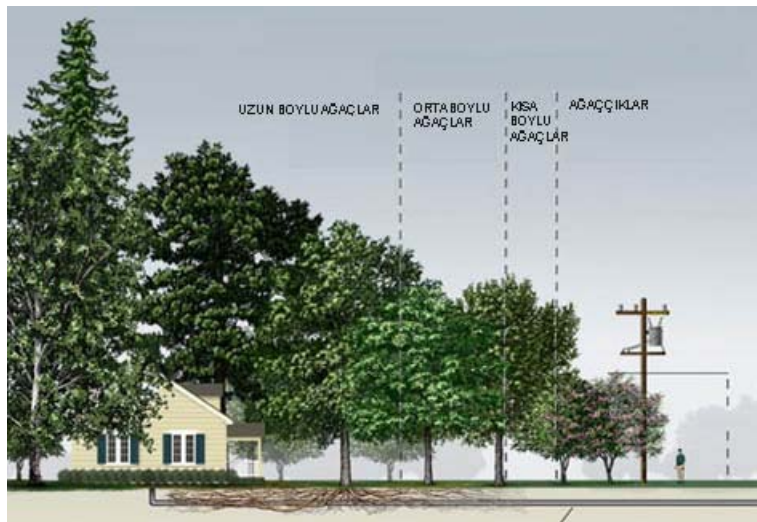 UZUN BOYLU AĞAÇLAR
ORTA BOYLU
AĞAÇLAR
KISA
BOYLU
AĞAÇLAR
AĞAÇÇIKLAR